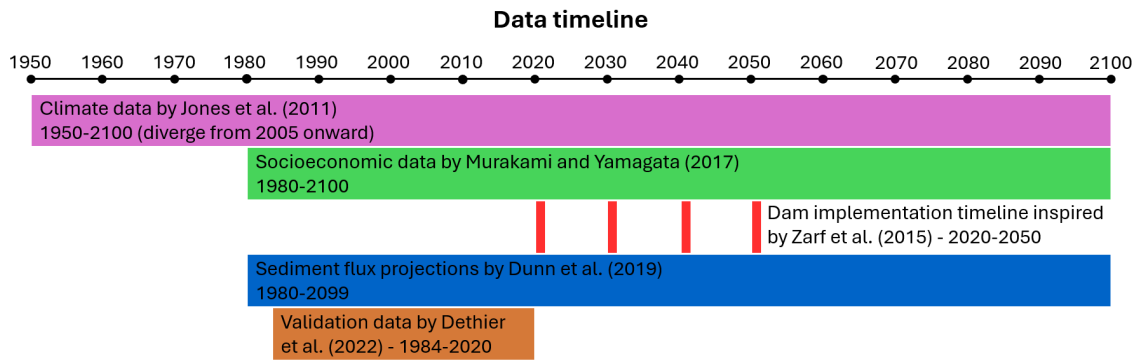 Data timeline
1950 1960 1970 1980 1990 2000 2010 2020 2030 2040 2050 2060 2070 2080 2090 2100
Climate data by Jones et al. (2011)
1950-2100 (diverge from 2005 onward)
Socioeconomic data by Murakami and Yamagata (2017)
1980-2100
Dam implementation timeline inspired
by Zarf et al. (2015) - 2020-2050
Sediment flux projections by Dunn et al. (2019)
1980-2099
Validation data by Dethier
et al. (2022) - 1984-2020